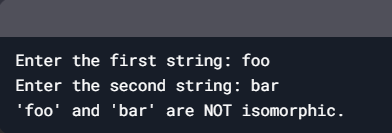 Enter the first string: foo
Enter the second string: bar
'foo' and 'bar' are NOT isomorphic.